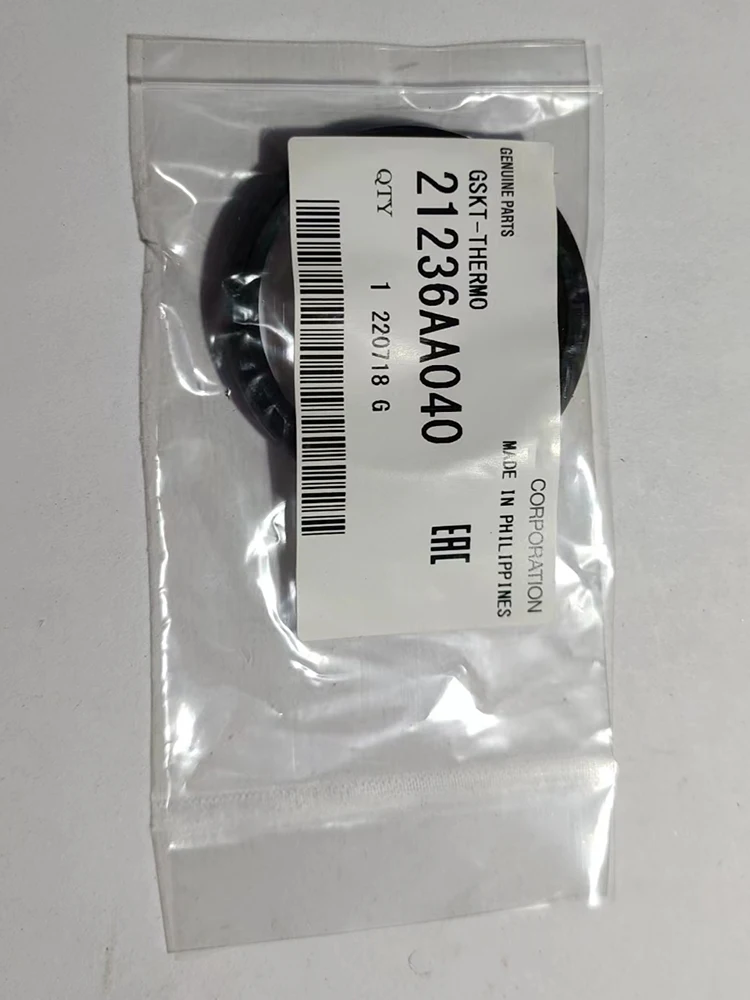 GENUINE PARTS
CORPORATION
MADE IN PHILIPPINES
GSKT-THERMO
21236AA040
EAC
QTY 1 220718 G